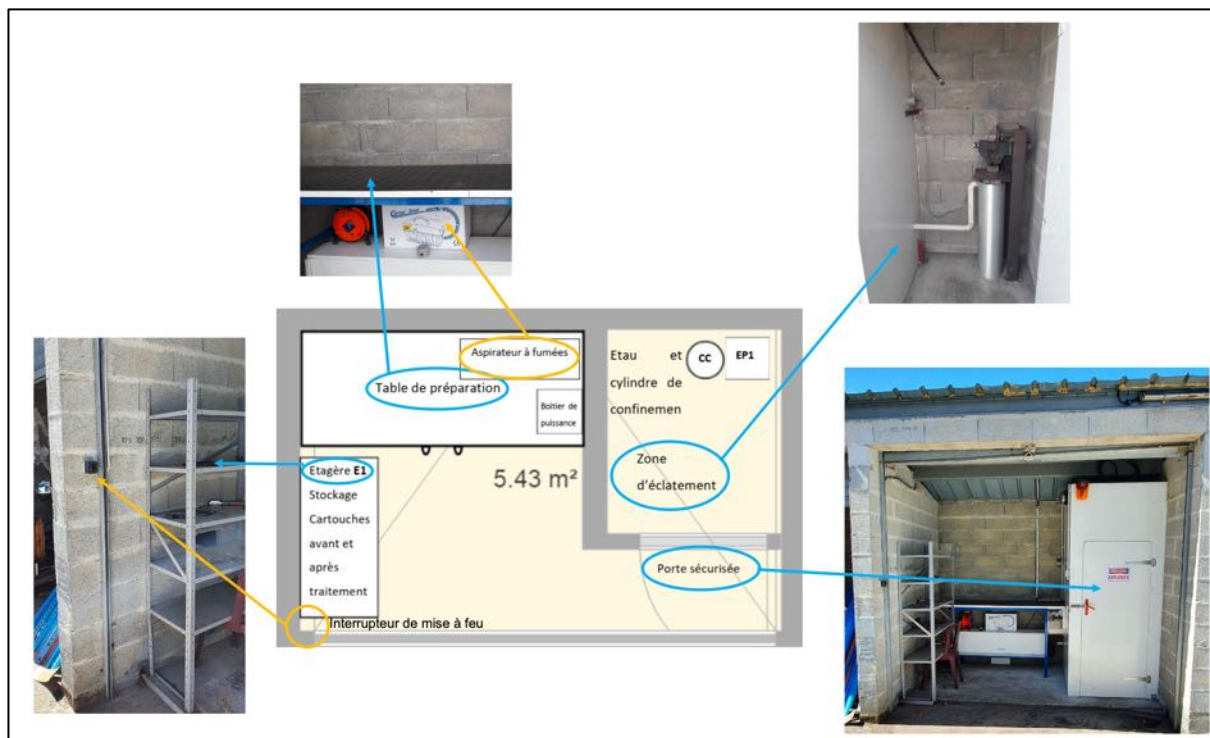 Aspirateur à fumées
Table de préparation
Boîtier de
puissance
Etau et
cylindre de
confinemen
CC
EP1
Zone
d'éclatement
5.43 m²
Etagère E1
Stockage
Cartouches
avant et
après
traitement
Porte sécurisée
Interrupteur de mise à feu